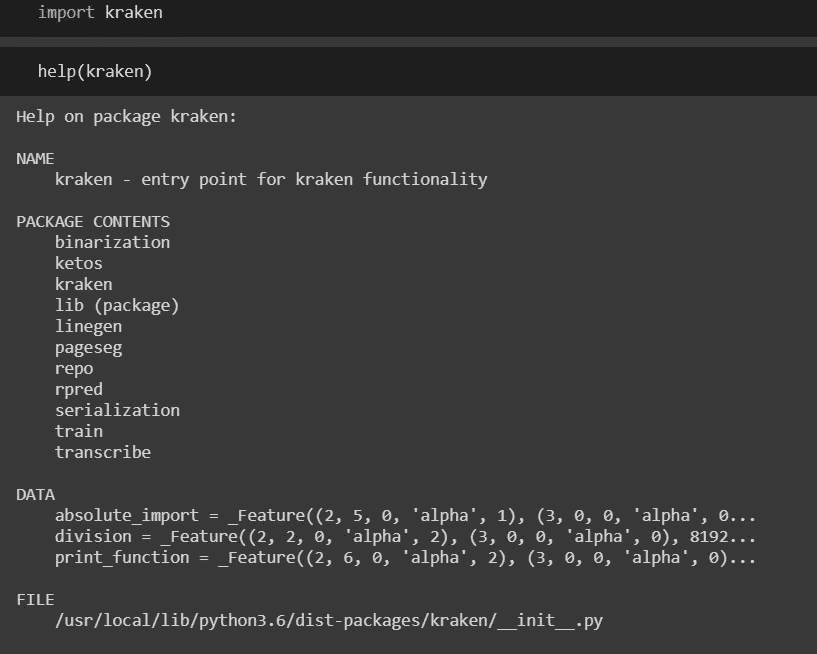 import kraken
help(kraken)
Help on package kraken:
NAME
kraken - entry point for kraken functionality
PACKAGE CONTENTS
binarization
ketos
kraken
lib (package)
linegen
pageseg
repo
rpred
serialization
train
transcribe
DATA
absolute_import = _Feature((2, 5, 0, 'alpha', 1), (3, 0, 0, 'alpha', 0...
division = _Feature((2, 2, 0, 'alpha', 2), (3, 0, 0, 'alpha', 0), 8192...
print_function = _Feature((2, 6, 0, 'alpha', 2), (3, 0, 0, 'alpha', 0)...
FILE
/usr/local/lib/python3.6/dist-packages/kraken/__init__.py